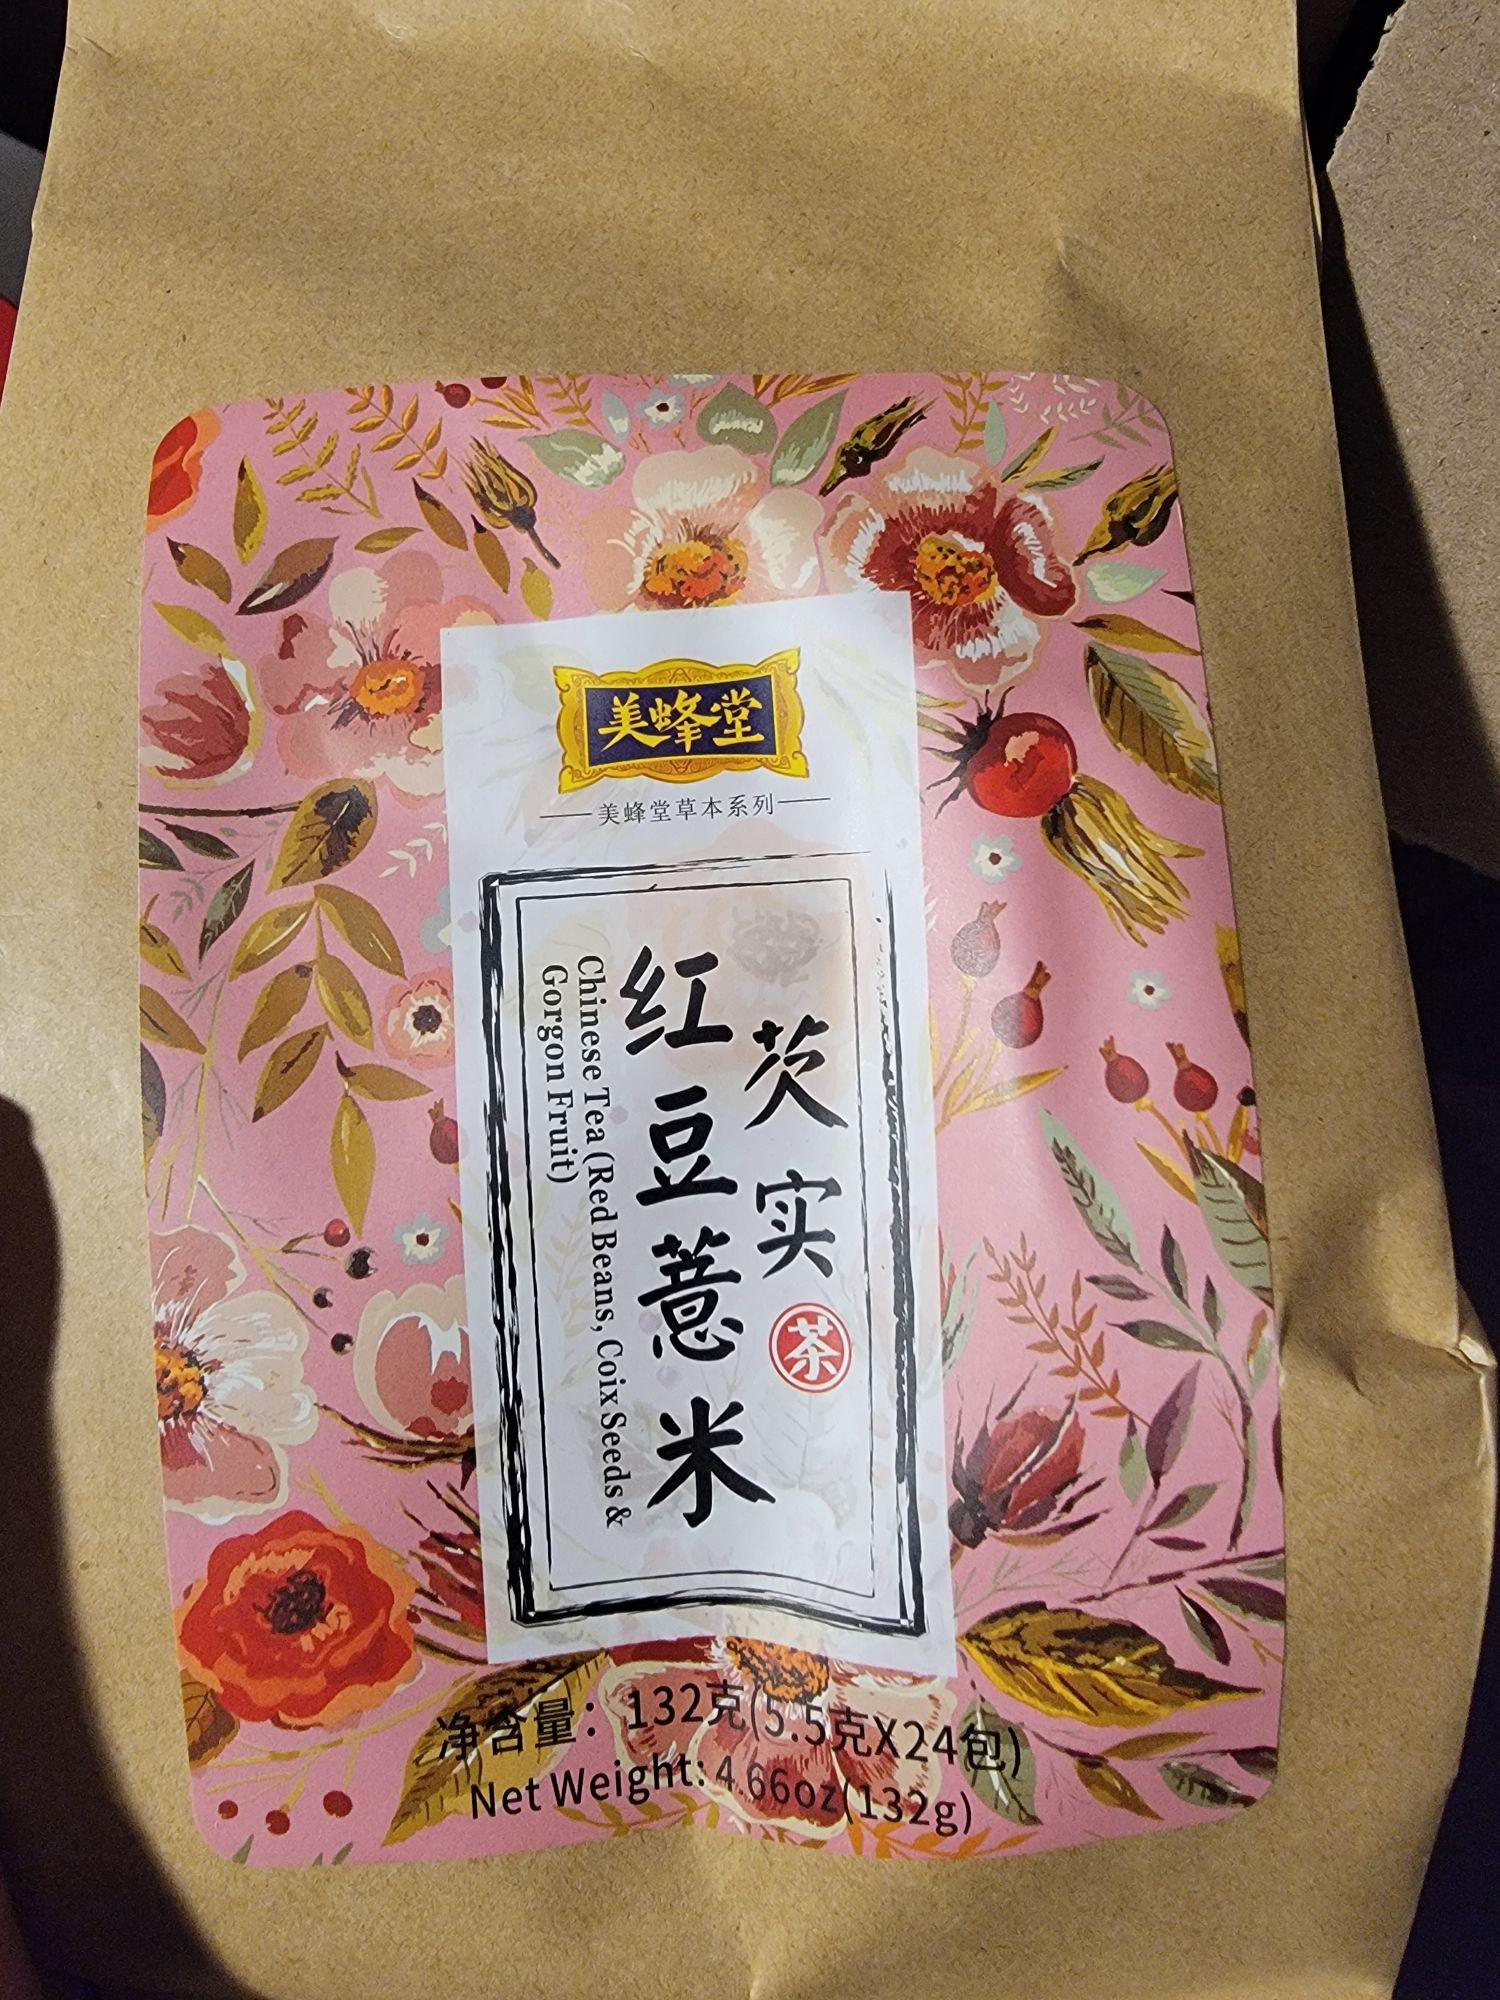 美蜂堂
美蜂堂草本系列
芡实茶
红豆薏米
Chinese Tea (Red Beans, Coix Seeds &
Gorgon Fruit)
净含量：132克(5.5克X24包)
Net Weight: 4.66oz(132g)